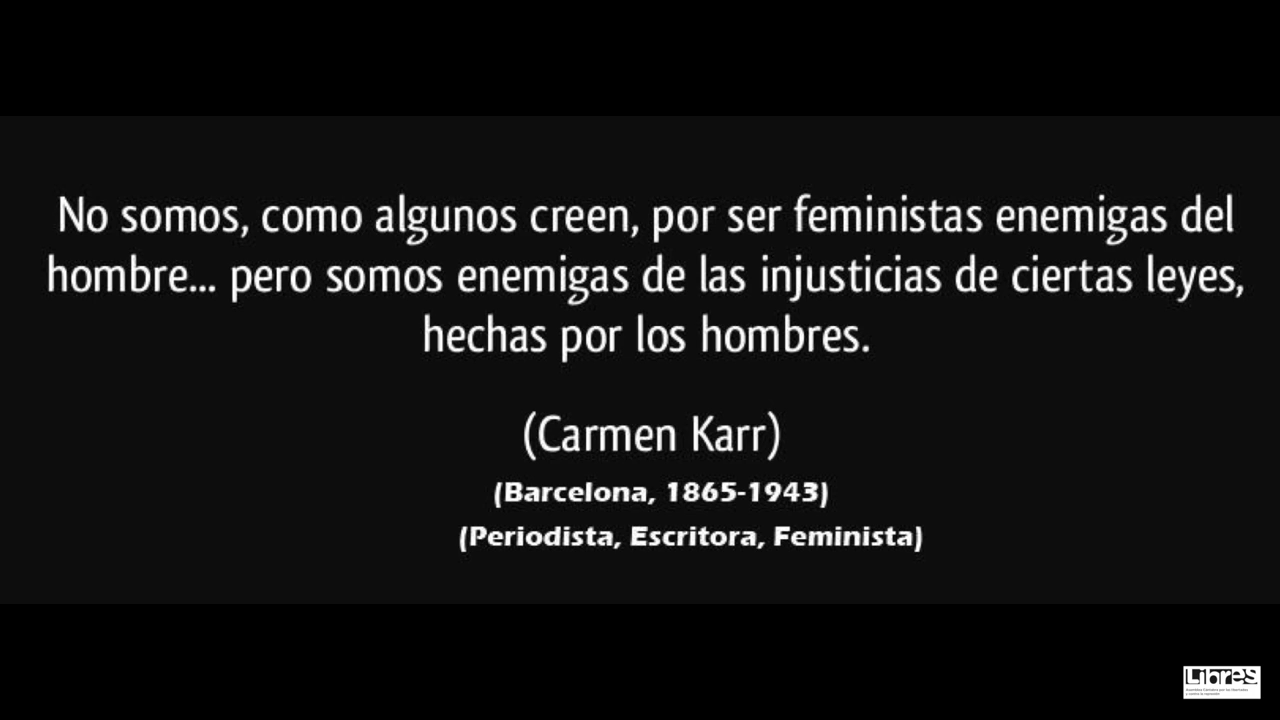 No somos, como algunos creen, por ser feministas enemigas del
hombre... pero somos enemigas de las injusticias de ciertas leyes,
hechas por los hombres.
(Carmen Karr)
(Barcelona, 1865-1943)
(Periodista, Escritora, Feminista)
Libres